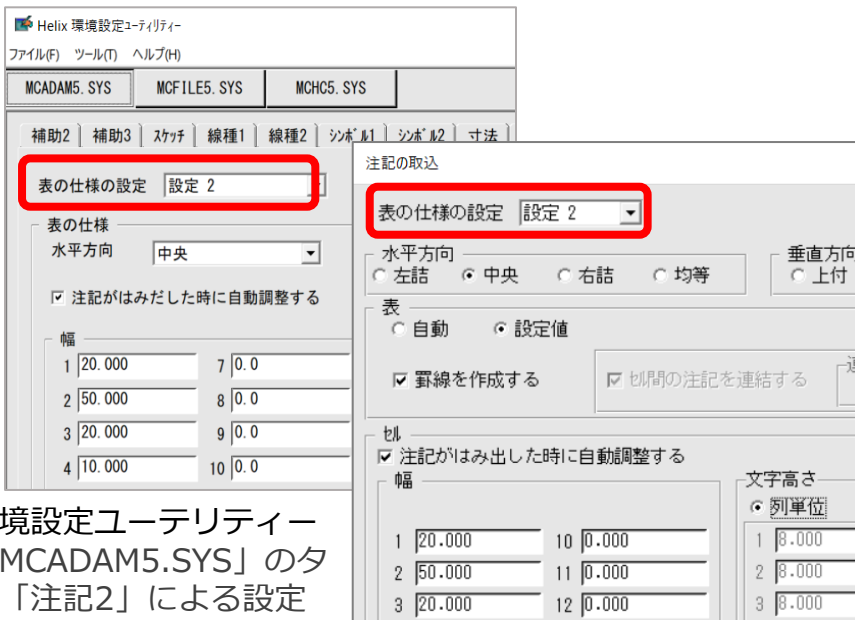 Helix 環境設定ﾕｰﾃｨﾘﾃｨｰ
ファイル(F) ツール(T) ヘルプ(H)
MCADAM5.SYS MCFILE5.SYS MCHC5.SYS
補助2 補助3 ｽｹｯﾁ 線種1 線種2 ｼﾝﾎﾞﾙ1 ｼﾝﾎﾞﾙ2 寸法
表の仕様の設定 設定 2
表の仕様
水平方向 中央
注記がはみだした時に自動調整する
幅
1 20.000 7 0.0
2 50.000 8 0.0
3 20.000 9 0.0
4 10.000 10 0.0
注記の取込
表の仕様の設定 設定 2
水平方向 垂直方向
左詰 中央 右詰 均等 上付
表
自動 設定値
罫線を作成する ｾﾙ間の注記を連結する
ｾﾙ
注記がはみ出した時に自動調整する
幅 文字高さ
列単位
1 20.000 10 0.000 1 8.000
2 50.000 11 0.000 2 8.000
3 20.000 12 0.000 3 8.000
境設定ユーテリティー
MCADAM5.SYS」のタ
「注記2」による設定